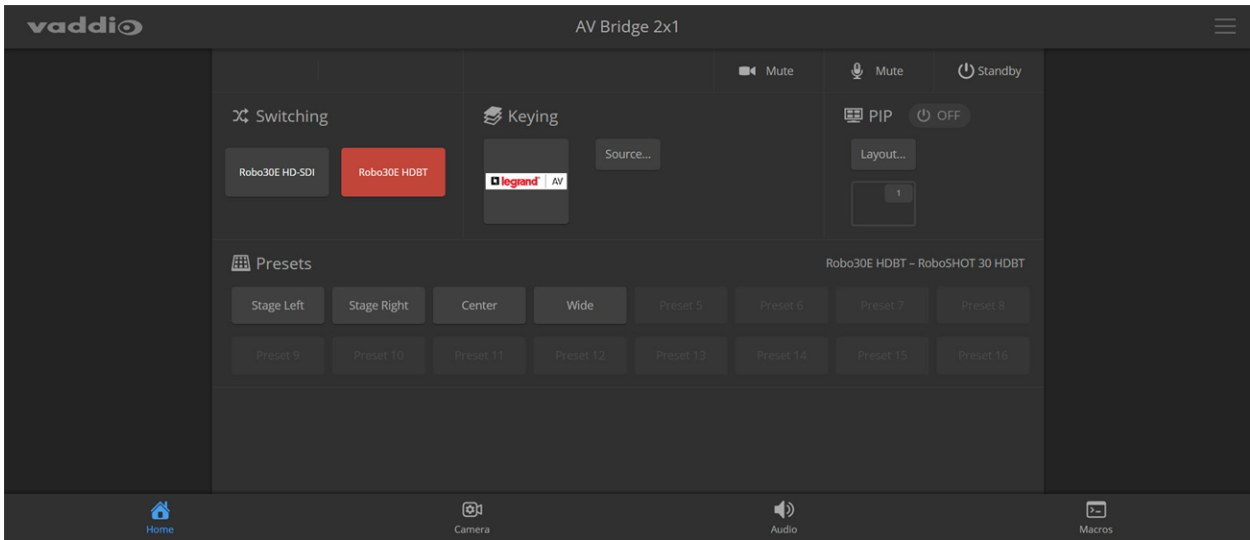 vaddio
AV Bridge 2x1
Mute
Mute
Standby
Switching
Keying
PIP
OFF
Robo30E HD-SDI
Robo30E HDBT
legrand® AV
Source...
Layout...
1
Presets
Robo30E HDBT – RoboSHOT 30 HDBT
Stage Left
Stage Right
Center
Wide
Preset 5
Preset 6
Preset 7
Preset 8
Preset 9
Preset 10
Preset 11
Preset 12
Preset 13
Preset 14
Preset 15
Preset 16
Home
Camera
Audio
Macros